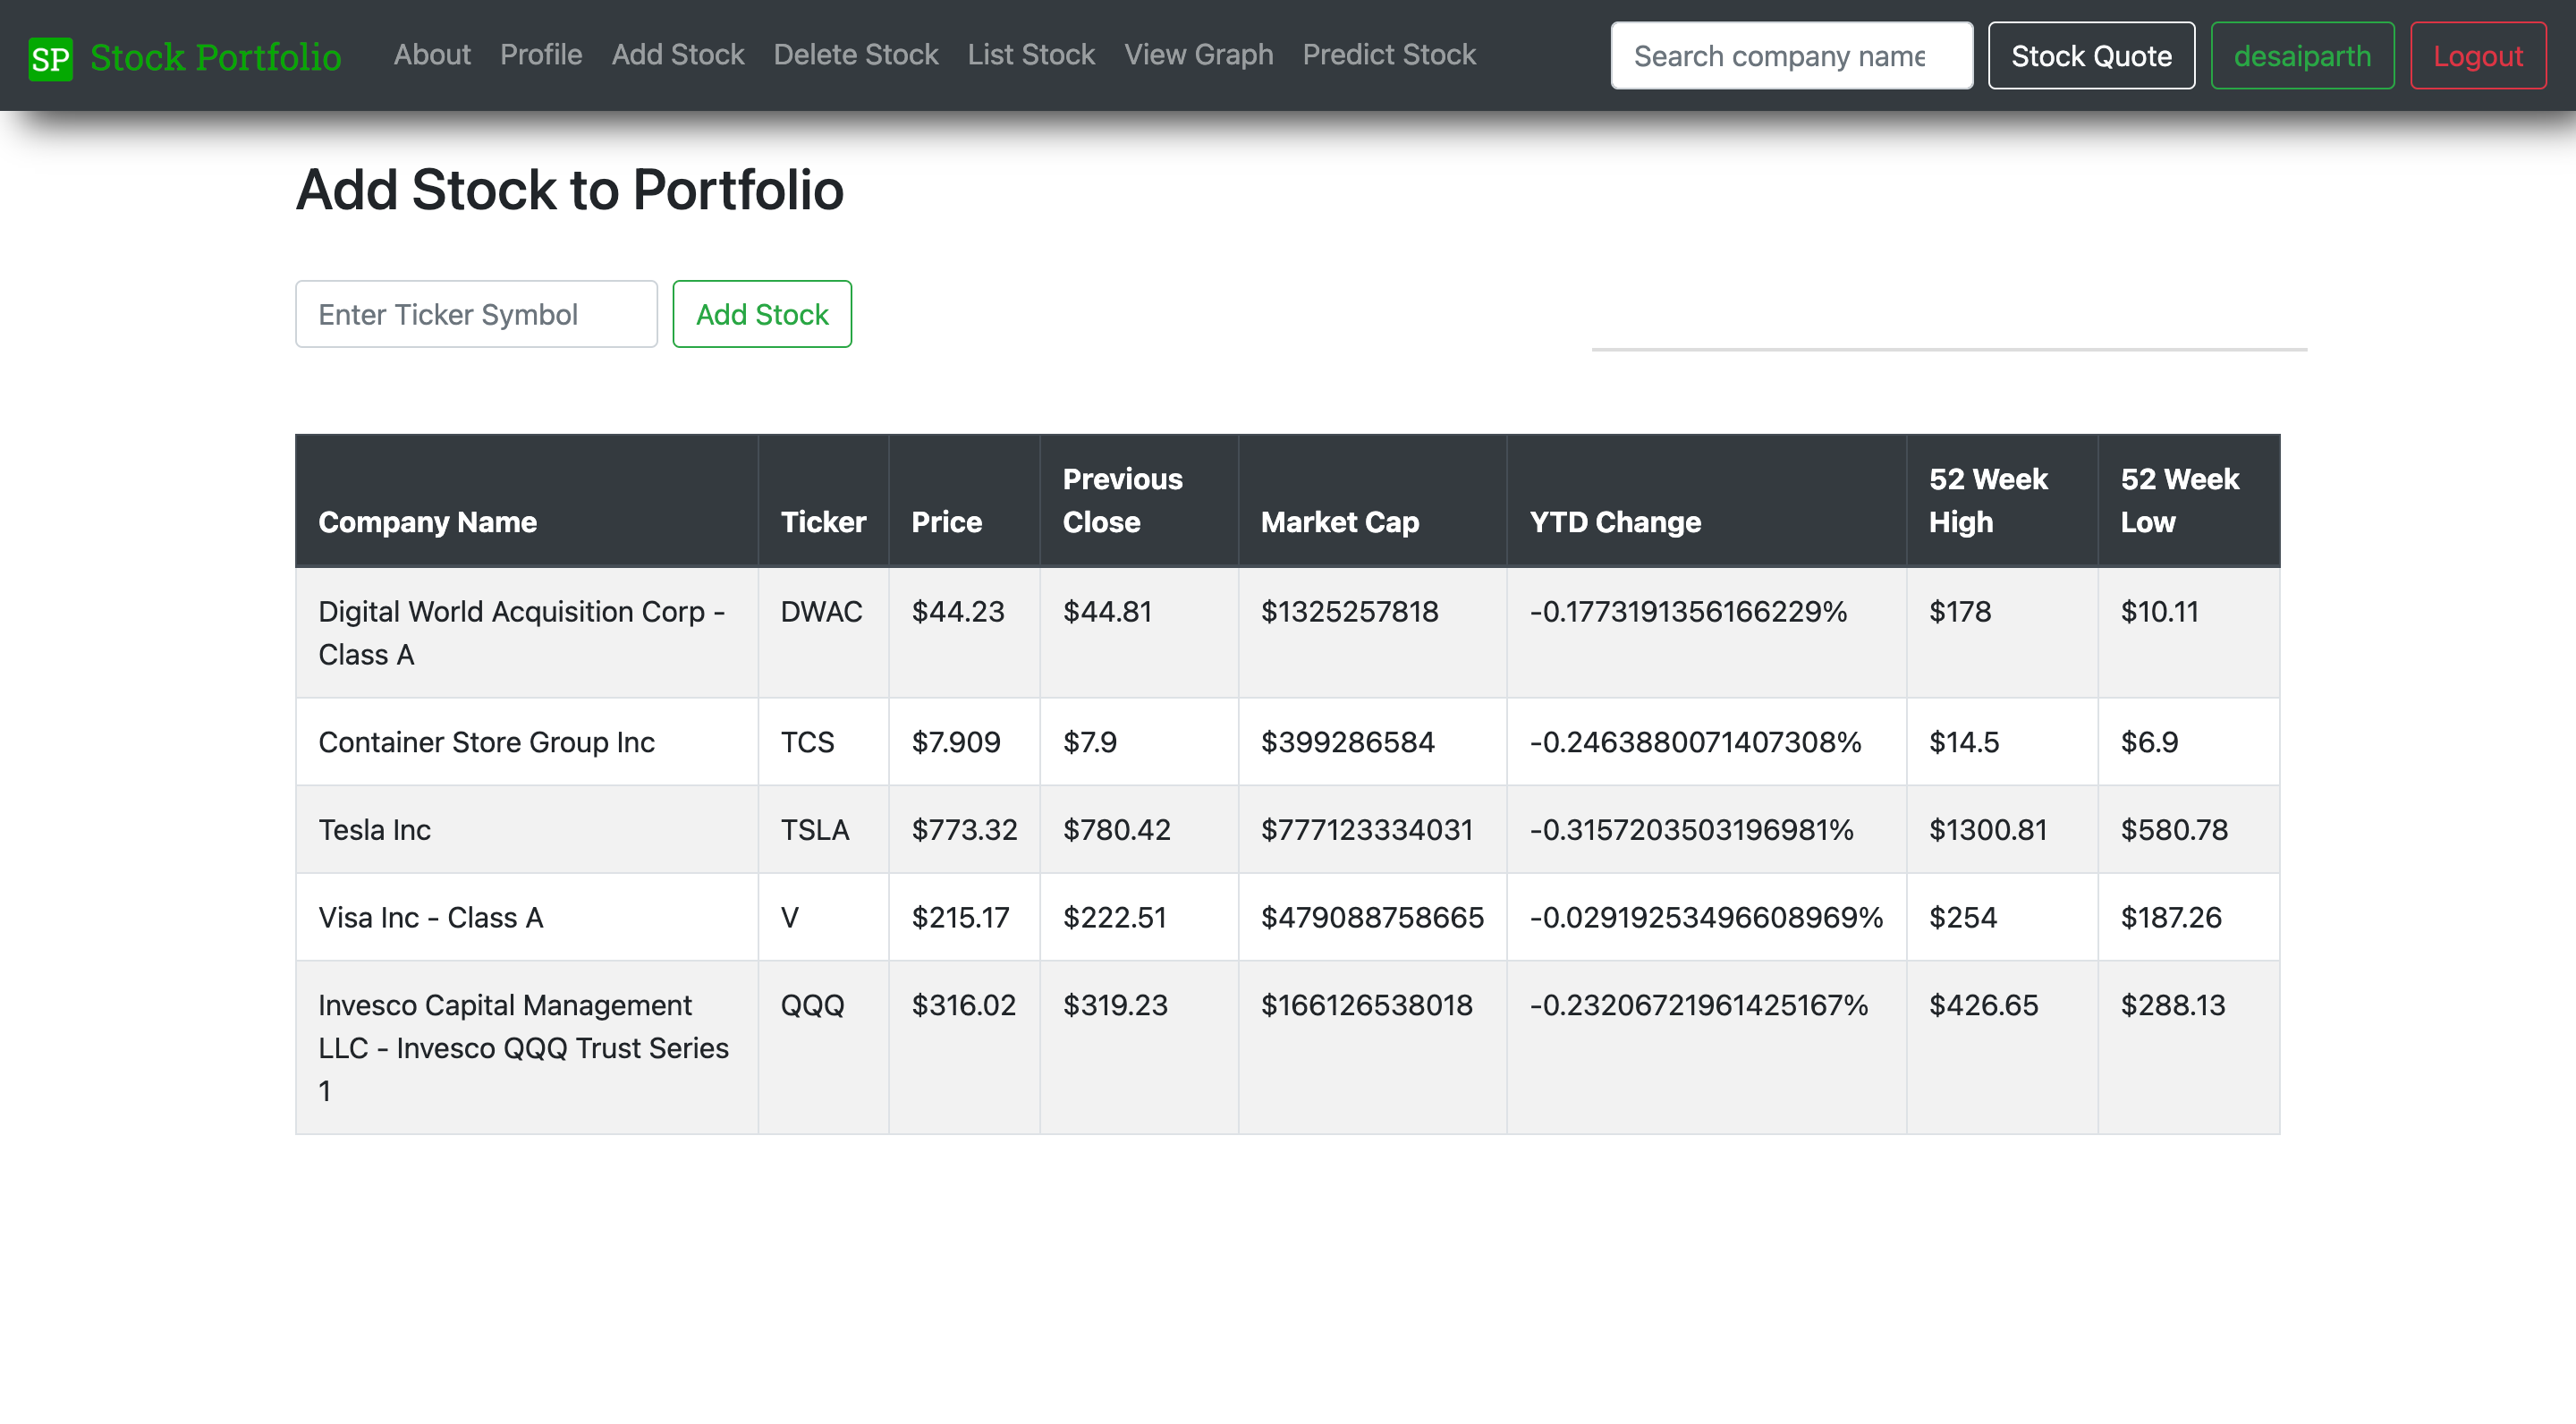 SP Stock Portfolio About Profile Add Stock Delete Stock List Stock View Graph Predict Stock Search company name Stock Quote desaiparth Logout
Add Stock to Portfolio
Enter Ticker Symbol Add Stock
Company Name Ticker Price Previous Close Market Cap YTD Change 52 Week High 52 Week Low
Digital World Acquisition Corp - DWAC $44.23 $44.81 $1325257818 -0.1773191356166229% $178 $10.11
Class A
Container Store Group Inc TCS $7.909 $7.9 $399286584 -0.2463880071407308% $14.5 $6.9
Tesla Inc TSLA $773.32 $780.42 $777123334031 -0.3157203503196981% $1300.81 $580.78
Visa Inc - Class A V $215.17 $222.51 $479088758665 -0.02919253496608969% $254 $187.26
Invesco Capital Management QQQ $316.02 $319.23 $166126538018 -0.23206721961425167% $426.65 $288.13
LLC - Invesco QQQ Trust Series
1